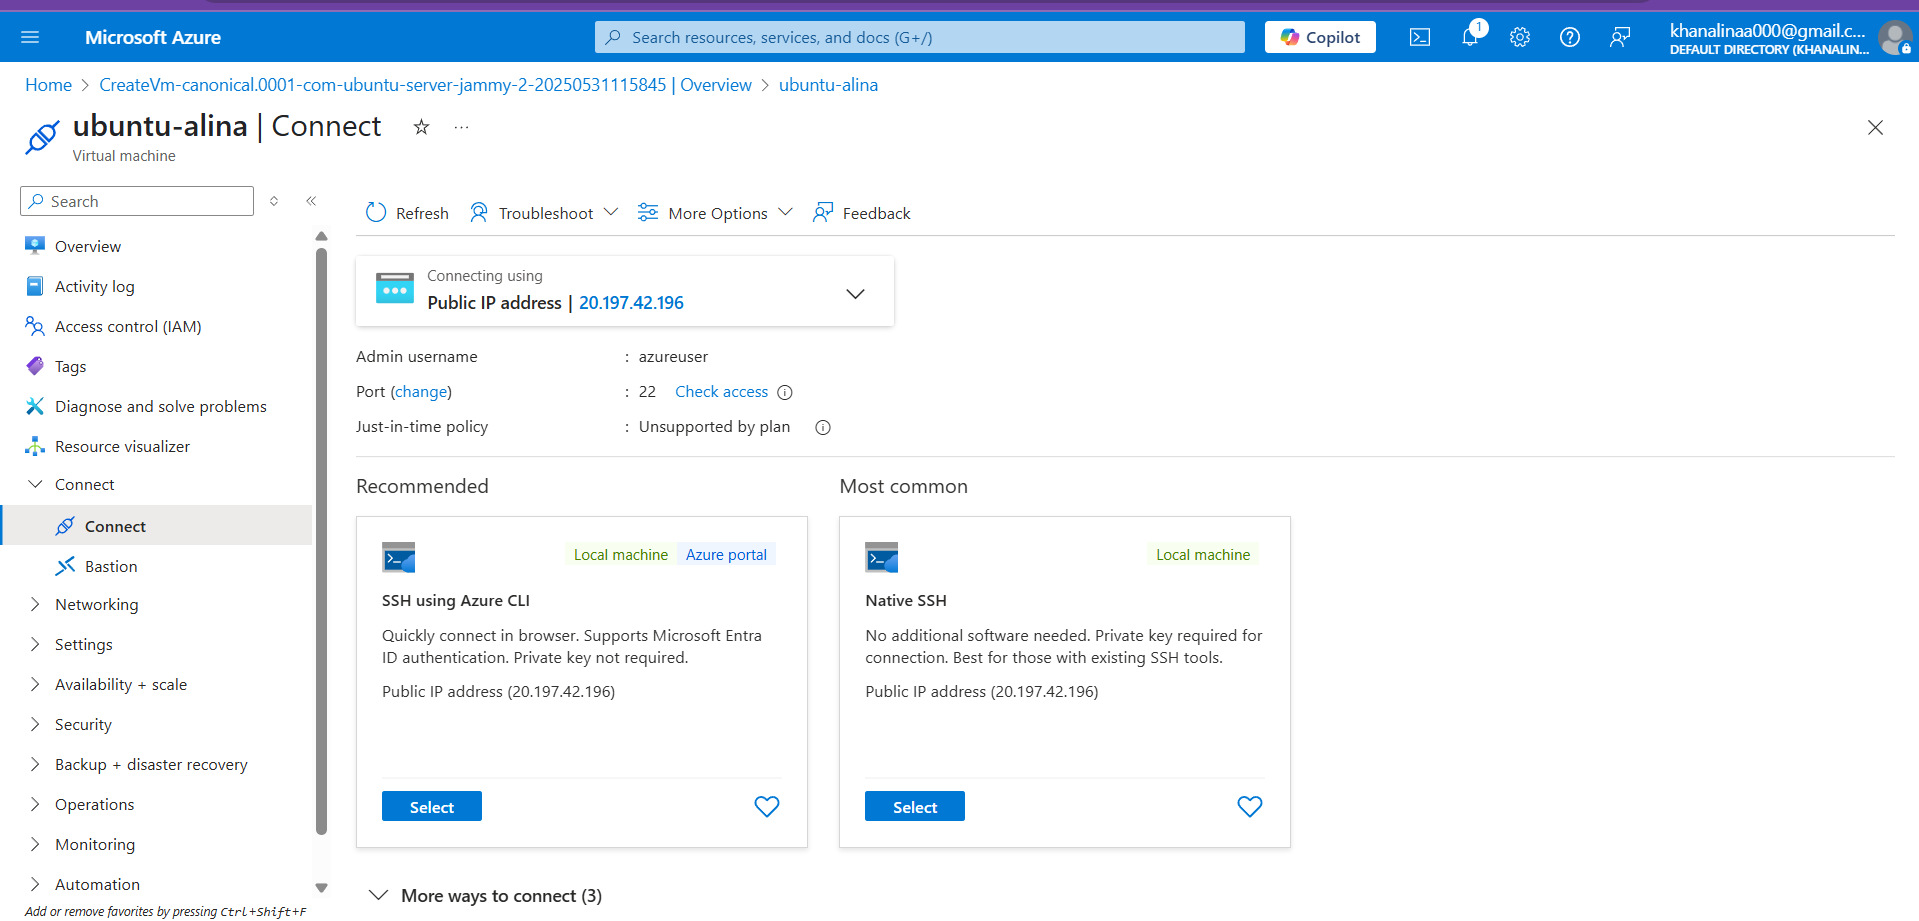 Microsoft Azure
Search resources, services, and docs (G+/)
Copilot
1
khanalinaa000@gmail.c...
DEFAULT DIRECTORY (KHANALIN...
Home > CreateVm-canonical.0001-com-ubuntu-server-jammy-2-20250531115845 | Overview > ubuntu-alina
ubuntu-alina | Connect
Virtual machine
Search
Overview
Activity log
Access control (IAM)
Tags
Diagnose and solve problems
Resource visualizer
Connect
Connect
Bastion
Networking
Settings
Availability + scale
Security
Backup + disaster recovery
Operations
Monitoring
Automation
Add or remove favorites by pressing Ctrl+Shift+F
Refresh
Troubleshoot
More Options
Feedback
Connecting using
Public IP address | 20.197.42.196
Admin username : azureuser
Port (change) : 22 Check access
Just-in-time policy : Unsupported by plan
Recommended
Local machine
Azure portal
SSH using Azure CLI
Quickly connect in browser. Supports Microsoft Entra
ID authentication. Private key not required.
Public IP address (20.197.42.196)
Select
Most common
Local machine
Native SSH
No additional software needed. Private key required for
connection. Best for those with existing SSH tools.
Public IP address (20.197.42.196)
Select
More ways to connect (3)